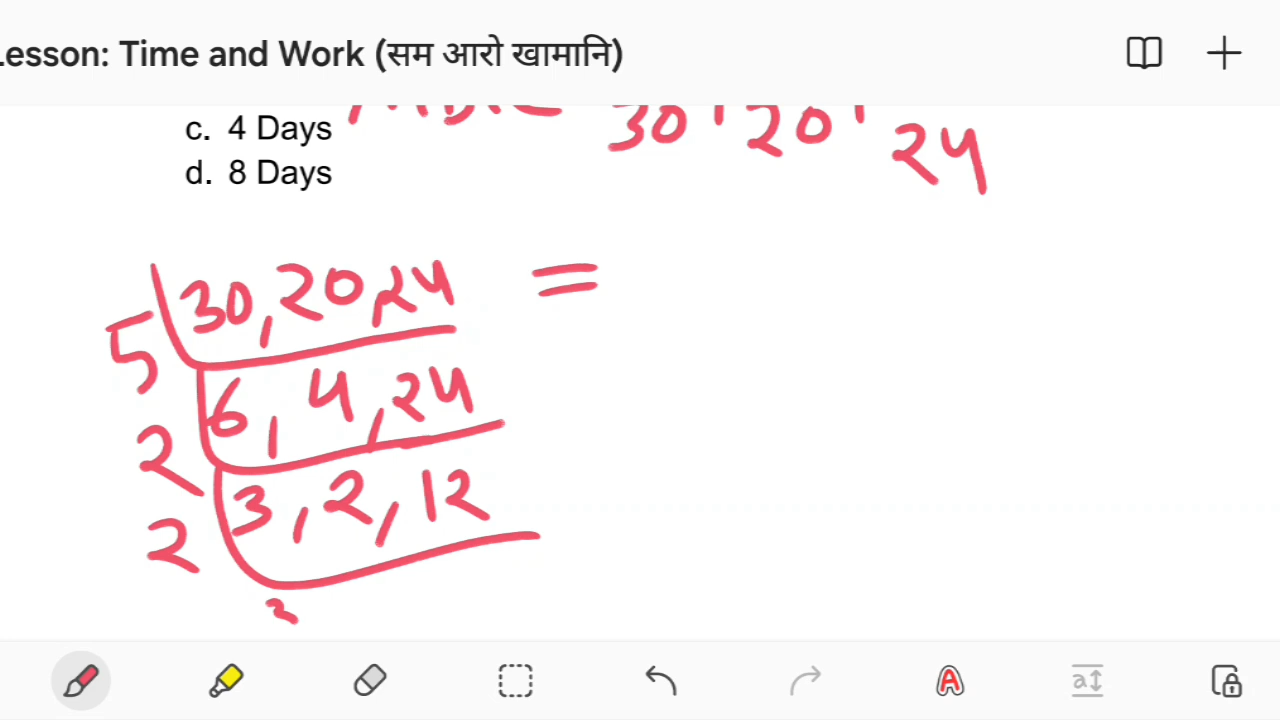 Lesson: Time and Work (सम आरो खामानि)
c. 4 Days
30, 20, 24
d. 8 Days
5 30, 20, 24 =
2 6, 4, 24
2 3, 2, 12
3
A
a